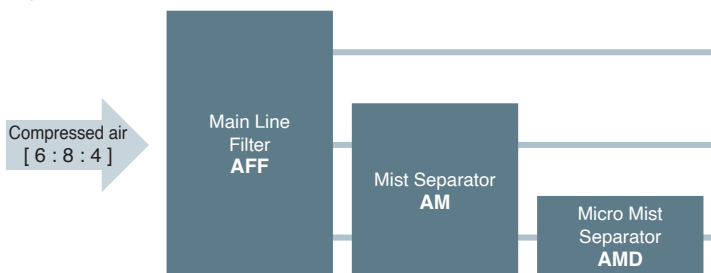 Compressed air
[ 6 : 8 : 4 ]
Main Line
Filter
AFF
Mist Separator
AM
Micro Mist
Separator
AMD